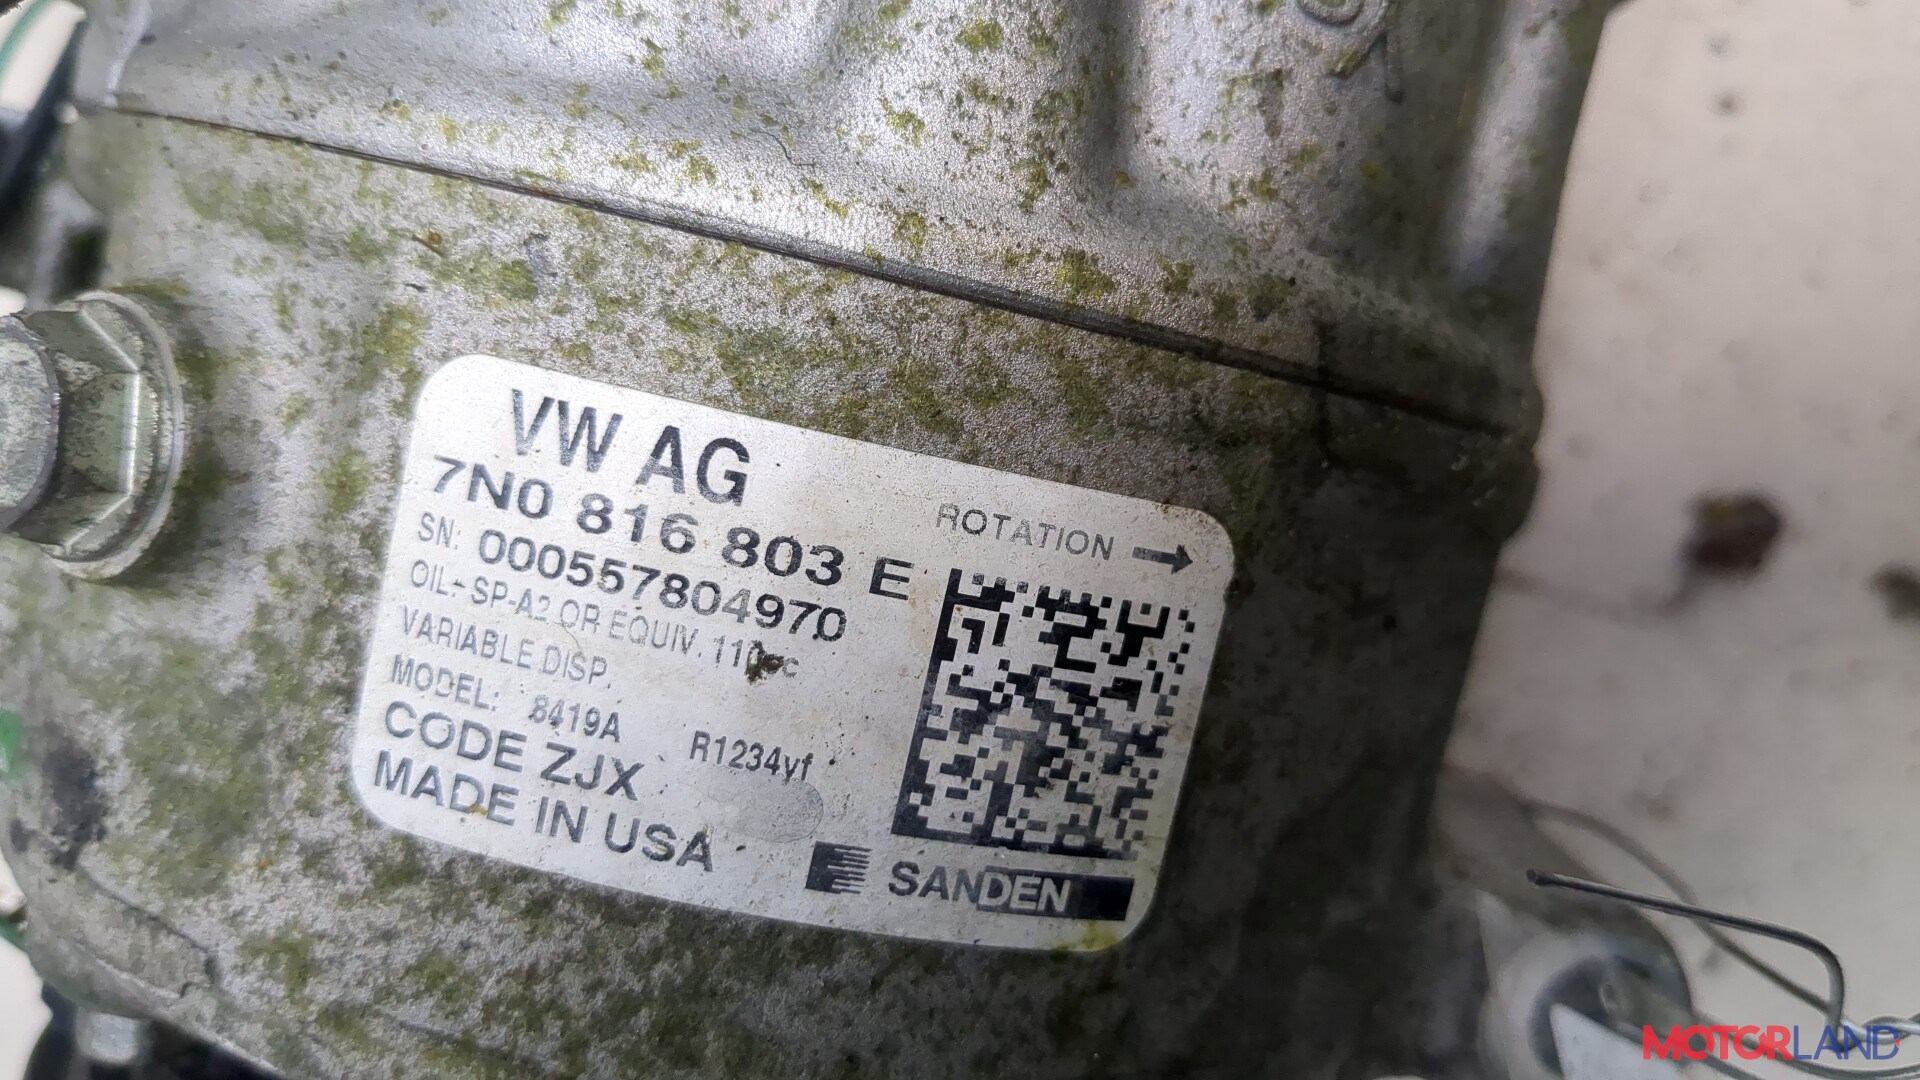 VW AG
7N0 816 803 E
ROTATION
SN: 000557804970
OIL- SP-A2 OR EQUIV. 110cc
VARIABLE DISP.
MODEL: 8419A
R1234yf
CODE ZJX
MADE IN USA
SANDEN
MOTORLAND